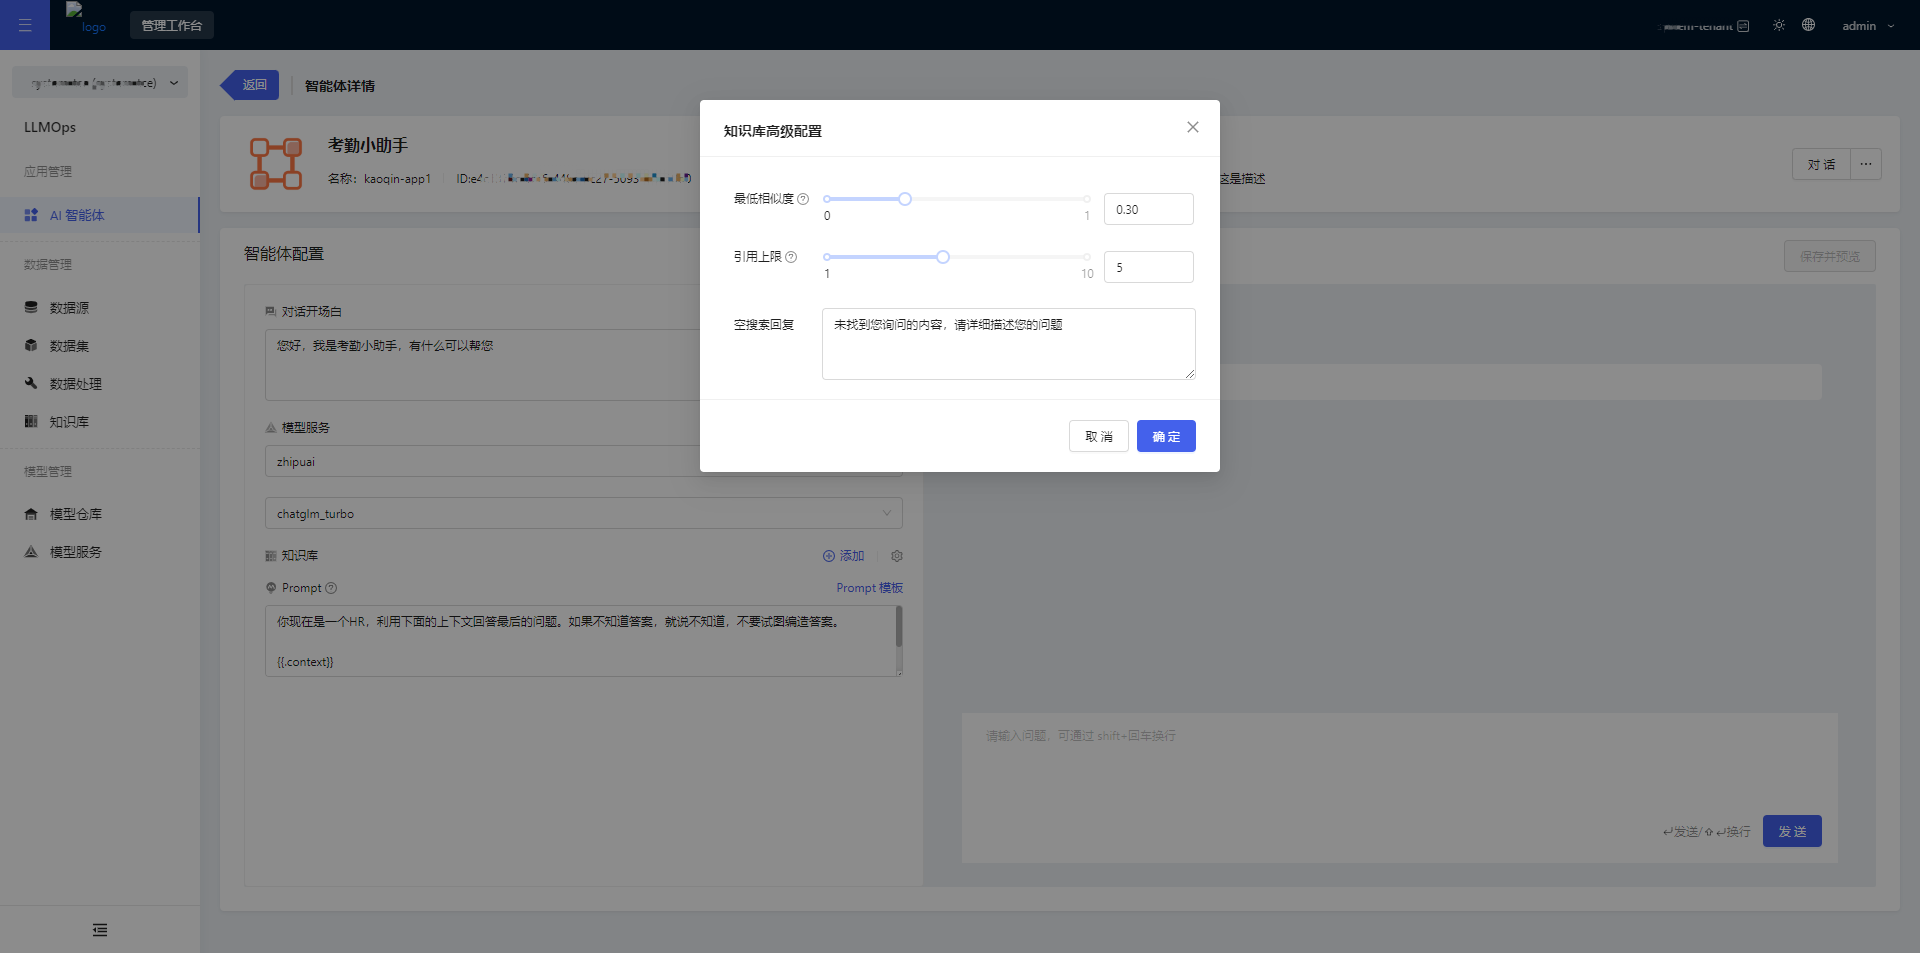 logo
管理工作台
admin
LLMOps
应用管理
AI 智能体
数据管理
数据源
数据集
数据处理
知识库
模型管理
模型仓库
模型服务
返回
智能体详情
考勤小助手
名称：kaoqin-app1
这是描述
对 话
智能体配置
保存并预览
对话开场白
您好，我是考勤小助手，有什么可以帮您
模型服务
zhipuai
chatglm_turbo
知识库
添加
Prompt
Prompt 模板
你现在是一个HR，利用下面的上下文回答最后的问题。如果不知道答案，就说不知道，不要试图编造答案。
{{.context}}
知识库高级配置
最低相似度
0
1
0.30
引用上限
1
10
5
空搜索回复
未找到您询问的内容，请详细描述您的问题
取 消
确 定
请输入问题，可通过 shift+回车换行
↵发送/⇧↵换行
发 送